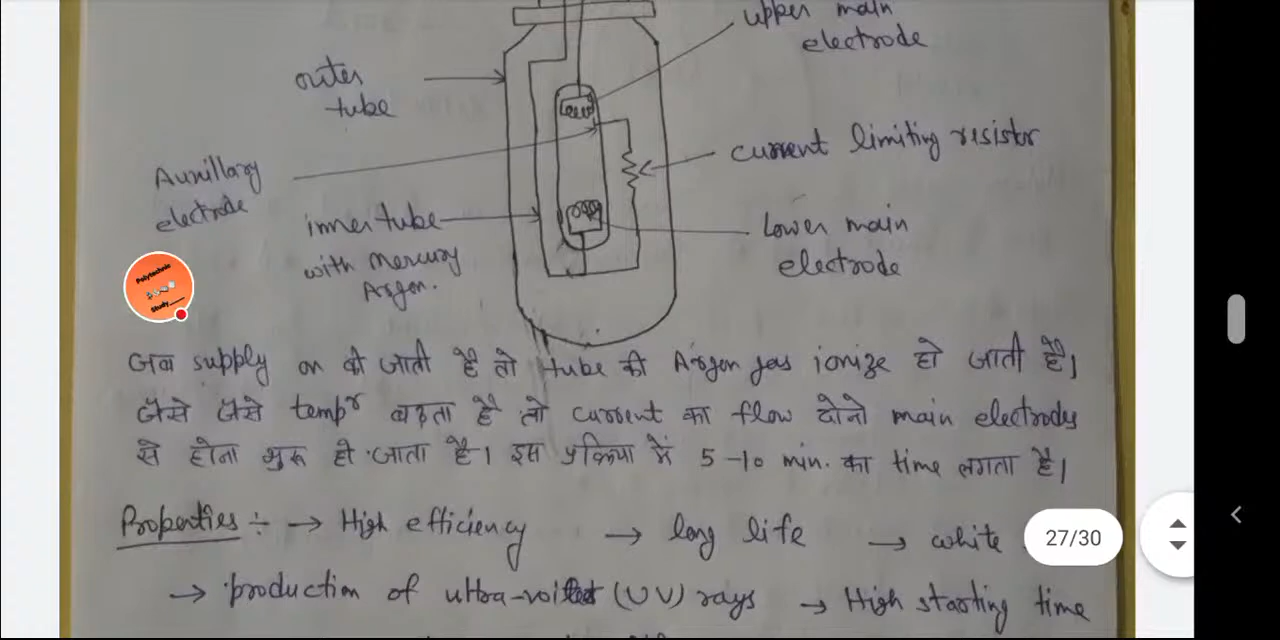 upper main
electrode
outer
tube
current limiting resistor
Auxillary
electrode
inner tube
with Mercury
Argon.
Lower main
electrode
Polytechnic
Study
जब supply on की जाती है तो tube की Argon gas ionize हो जाती है।
जैसे जैसे tempr बढ़ता है तो current का flow दोनो main electrodes
से होना शुरू हो जाता है। इस प्रक्रिया में 5-10 min. का time लगता है।
Properties ÷ → High efficiency → long life → white
27/30
→ production of ultra-voilet (UV) rays → High starting time